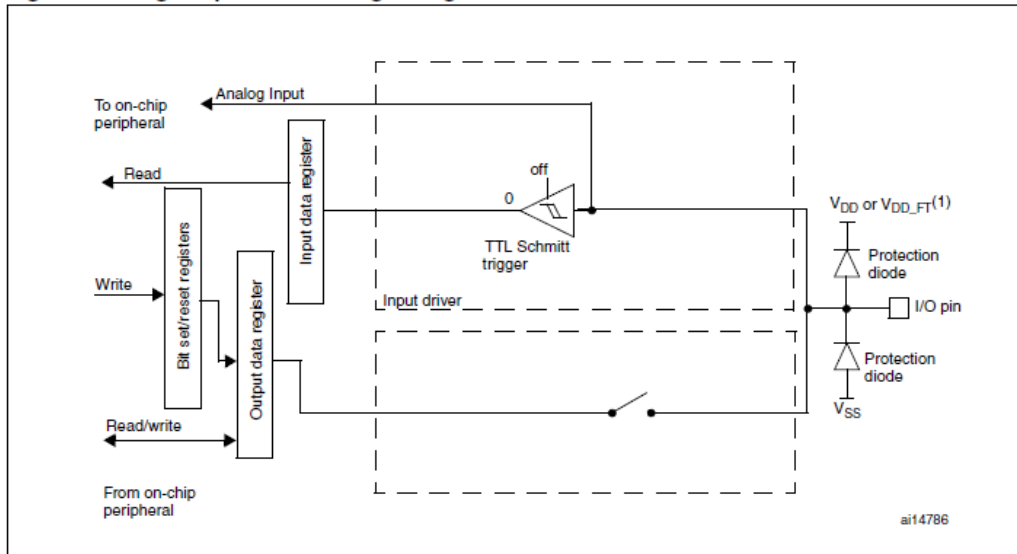 Analog Input
To on-chip
peripheral
Read
off
0
TTL Schmitt
trigger
Input data register
Bit set/reset registers
Write
Output data register
Input driver
Read/write
From on-chip
peripheral
VDD or VDD_FT(1)
Protection
diode
I/O pin
Protection
diode
VSS
ai14786